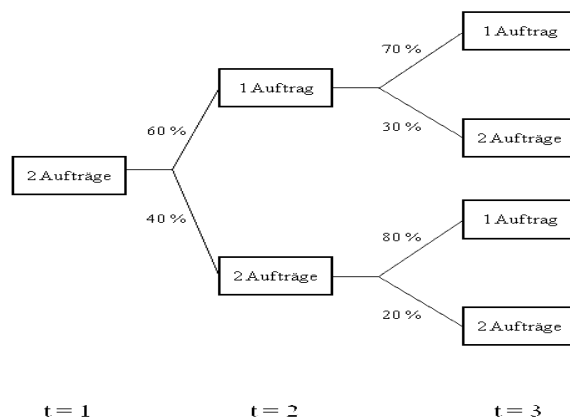 1 Auftrag
70 %
1 Auftrag
30 %
60 %
2 Aufträge
2 Aufträge
40 %
1 Auftrag
80 %
2 Aufträge
20 %
2 Aufträge
t = 1
t = 2
t = 3